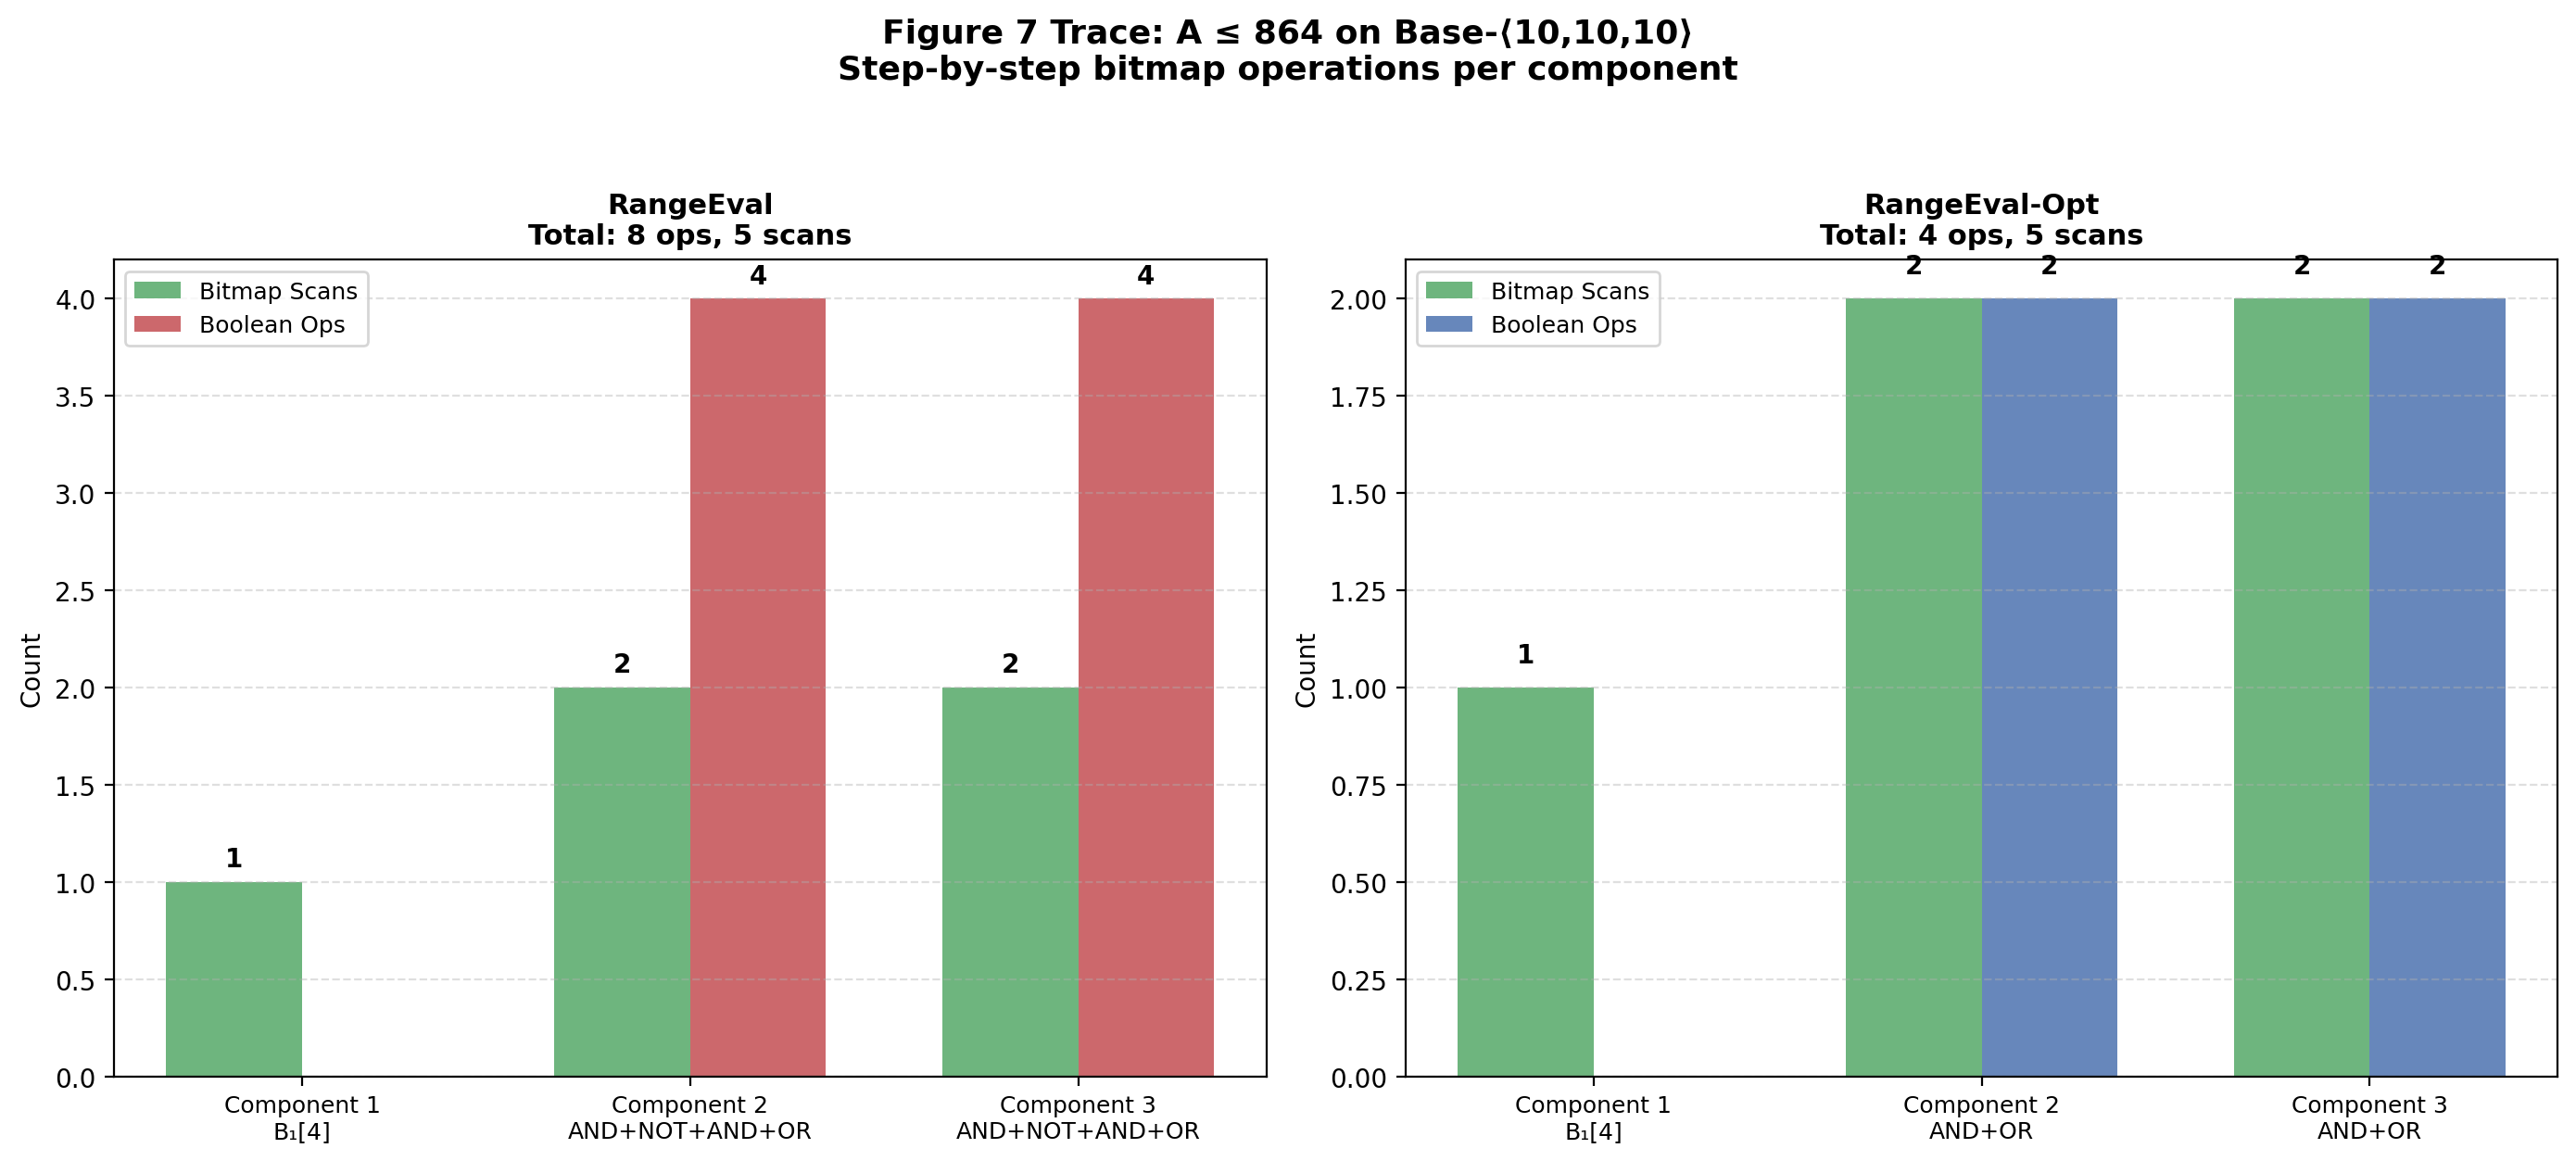 Figure 7 Trace: A ≤ 864 on Base-⟨10,10,10⟩
Step-by-step bitmap operations per component
RangeEval
Total: 8 ops, 5 scans
Bitmap Scans
Boolean Ops
Count
4.0
3.5
3.0
2.5
2.0
1.5
1.0
0.5
0.0
1
2
4
2
4
Component 1
B₁[4]
Component 2
AND+NOT+AND+OR
Component 3
AND+NOT+AND+OR
RangeEval-Opt
Total: 4 ops, 5 scans
Bitmap Scans
Boolean Ops
Count
2.00
1.75
1.50
1.25
1.00
0.75
0.50
0.25
0.00
1
2
2
2
2
Component 1
B₁[4]
Component 2
AND+OR
Component 3
AND+OR